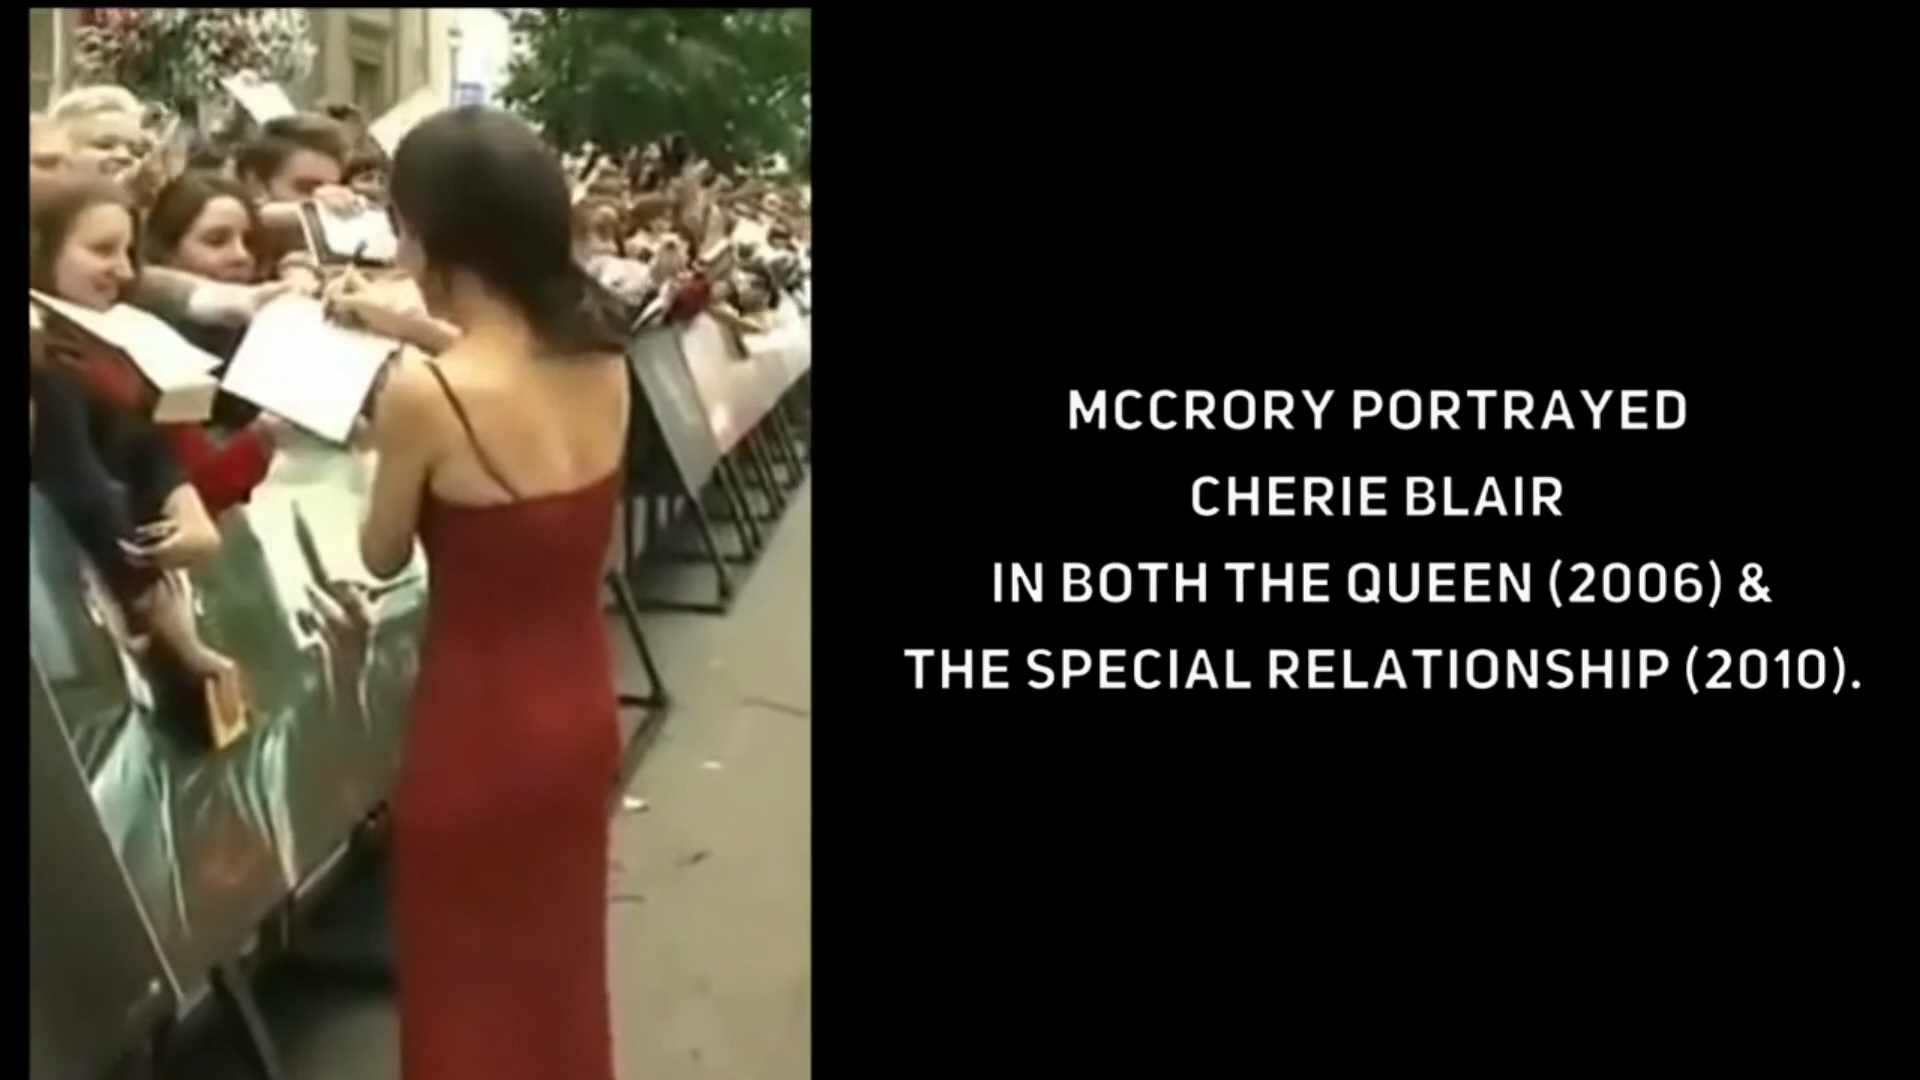 MCCRORY PORTRAYED
CHERIE BLAIR
IN BOTH THE QUEEN (2006) &
THE SPECIAL RELATIONSHIP (2010).